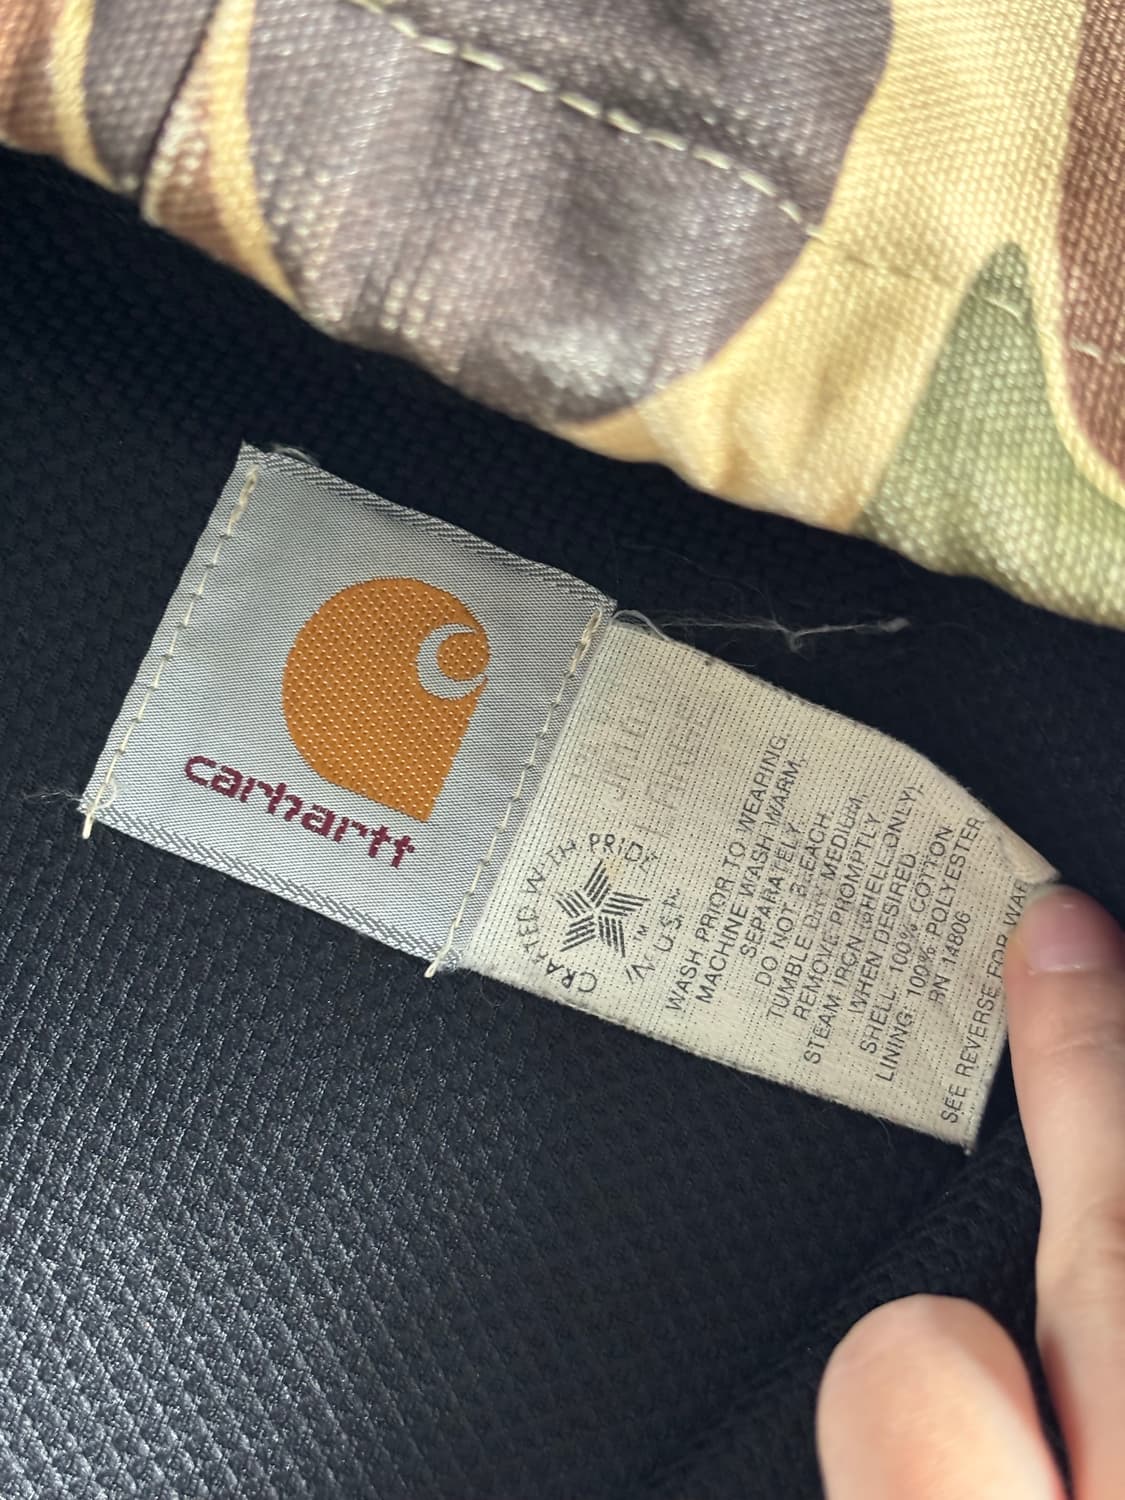 carhartt
CRAFTED WITH PRIDE
IN U.S.A.
™
WASH PRIOR TO WEARING.
MACHINE WASH WARM,
SEPARATELY.
DO NOT BLEACH.
TUMBLE DRY MEDIUM,
REMOVE PROMPTLY.
STEAM IRON (SHELL ONLY),
WHEN DESIRED.
SHELL: 100% COTTON
LINING: 100% POLYESTER
RN 14806
SEE REVERSE FOR